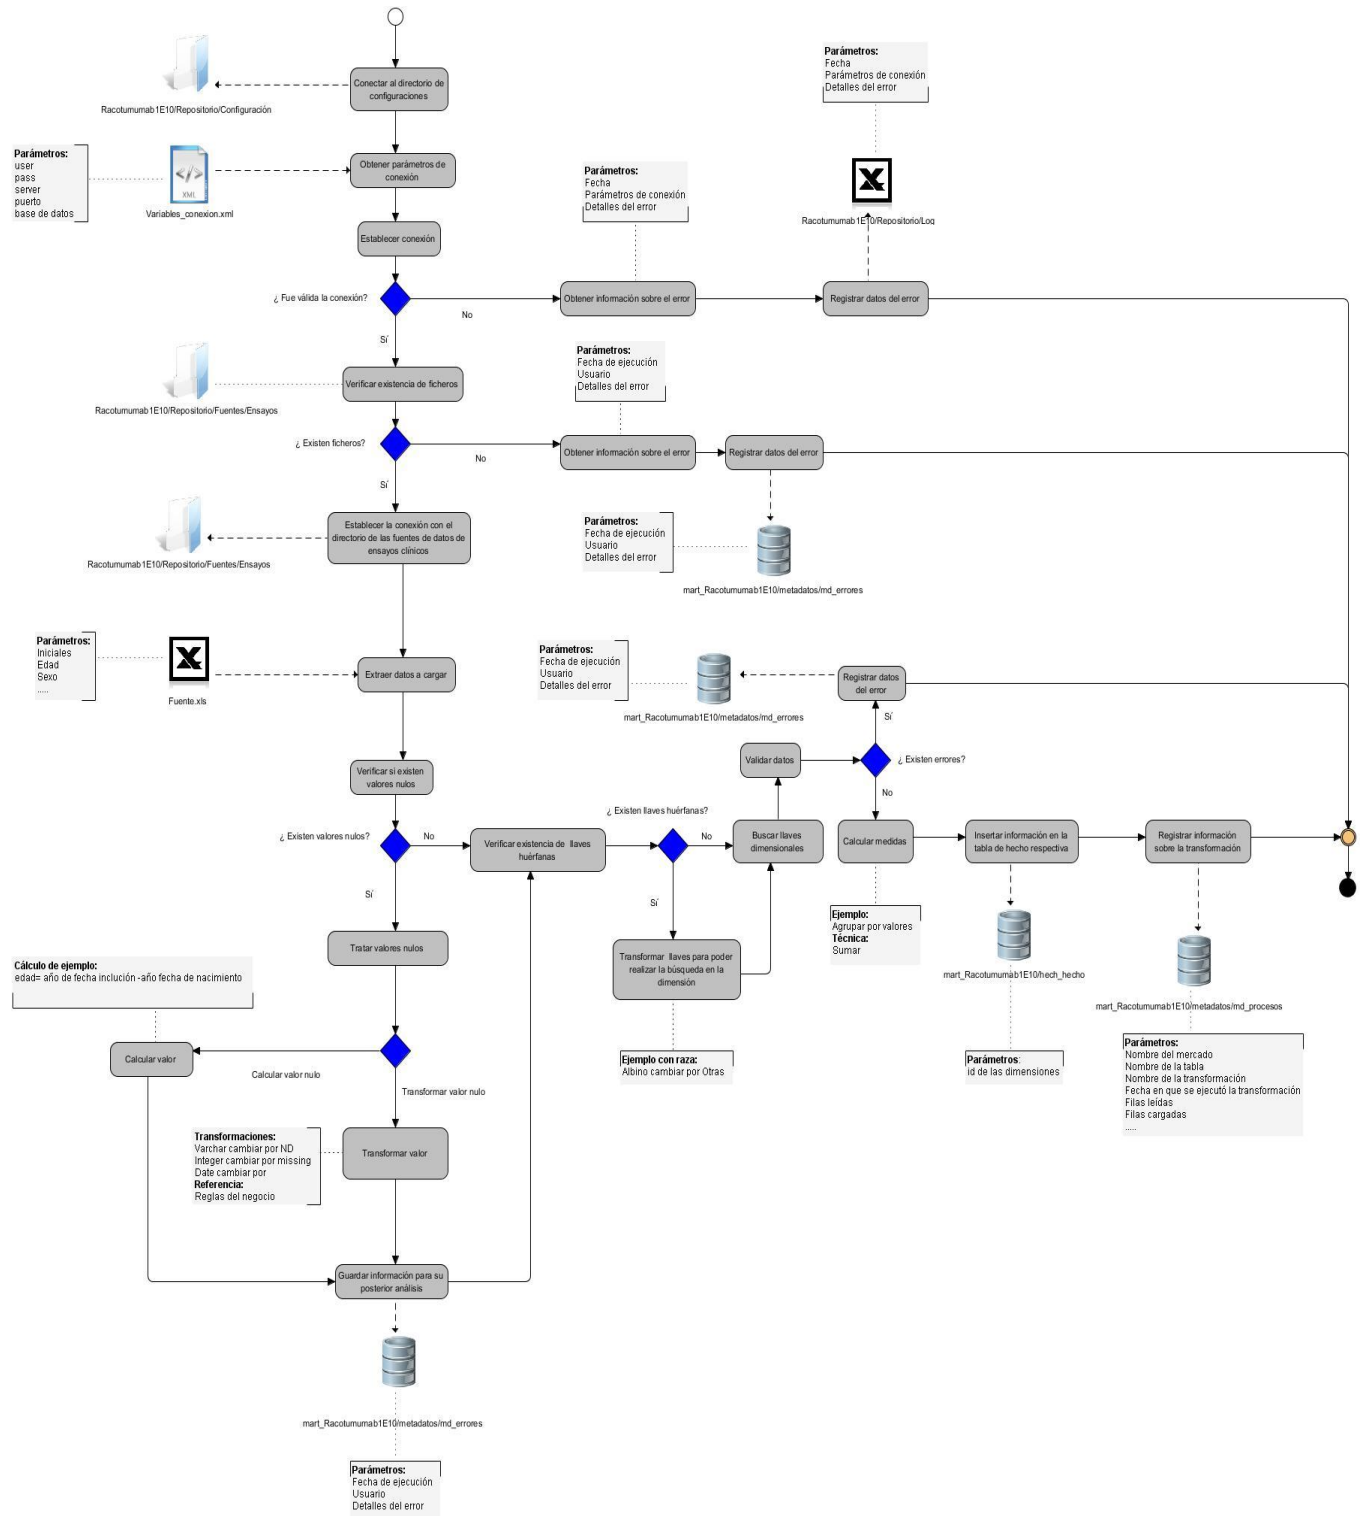 Conectar al directorio de
configuraciones
Racotumumab1E10/Repositorio/Configuración
Parámetros:
Fecha
Parámetros de conexión
Detalles del error
Parámetros:
user
pass
server
puerto
base de datos
XML
Variables_conexion.xml
Obtener parámetros de
conexión
Parámetros:
Fecha
Parámetros de conexión
Detalles del error
Racotumumab1E10/Repositorio/Log
Establecer conexión
¿ Fue válida la conexión?
No
Obtener información sobre el error
Registrar datos del error
Sí
Racotumumab1E10/Repositorio/Fuentes/Ensayos
Verificar existencia de ficheros
Parámetros:
Fecha de ejecución
Usuario
Detalles del error
¿ Existen ficheros?
No
Obtener información sobre el error
Registrar datos del error
Sí
Establecer la conexión con el
directorio de las fuentes de datos de
ensayos clínicos
Racotumumab1E10/Repositorio/Fuentes/Ensayos
Parámetros:
Fecha de ejecución
Usuario
Detalles del error
mart_Racotumumab1E10/metadatos/md_errores
Parámetros:
Iniciales
Edad
Sexo
.....
Fuente.xls
Extraer datos a cargar
Parámetros:
Fecha de ejecución
Usuario
Detalles del error
mart_Racotumumab1E10/metadatos/md_errores
Registrar datos
del error
Sí
Verificar si existen
valores nulos
Validar datos
¿ Existen errores?
No
¿ Existen valores nulos?
No
Verificar existencia de llaves
huérfanas
¿ Existen llaves huérfanas?
No
Buscar llaves
dimensionales
Calcular medidas
Insertar información en la
tabla de hecho respectiva
Registrar información
sobre la transformación
Sí
Sí
Tratar valores nulos
Transformar llaves para poder
realizar la búsqueda en la
dimensión
Ejemplo:
Agrupar por valores
Técnica:
Sumar
mart_Racotumumab1E10/hech_hecho
mart_Racotumumab1E10/metadatos/md_procesos
Cálculo de ejemplo:
edad= año de fecha inclución -año fecha de nacimiento
Calcular valor
Calcular valor nulo
Transformar valor nulo
Ejemplo con raza:
Albino cambiar por Otras
Parámetros:
id de las dimensiones
Parámetros:
Nombre del mercado
Nombre de la tabla
Nombre de la transformación
Fecha en que se ejecutó la transformación
Filas leídas
Filas cargadas
.....
Transformaciones:
Varchar cambiar por ND
Integer cambiar por missing
Date cambiar por
Referencia:
Reglas del negocio
Transformar valor
Guardar información para su
posterior análisis
mart_Racotumumab1E10/metadatos/md_errores
Parámetros:
Fecha de ejecución
Usuario
Detalles del error